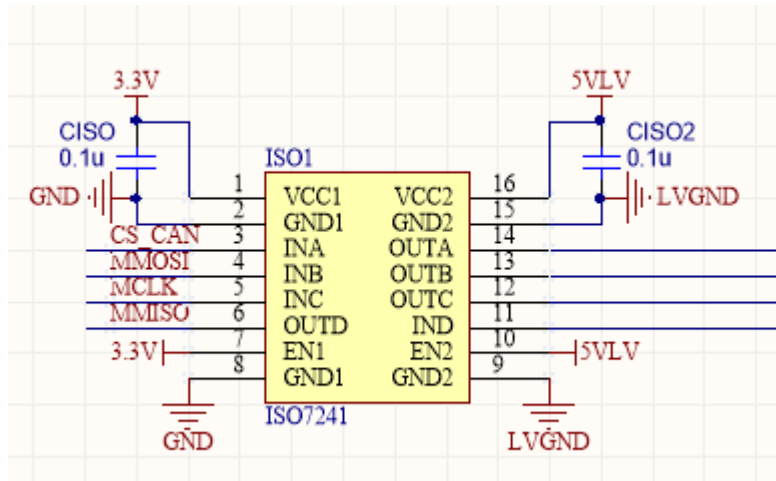 3.3V 5VLV
CISO CISO2
0.1u ISO1 0.1u
1 16
GND VCC1 VCC2 LVGND
2 15
GND1 GND2
CS_CAN 3 14
INA OUTA
MMOSI 4 13
INB OUTB
MCLK 5 12
INC OUTC
MMISO 6 11
OUTD IND
7 10
3.3V EN1 EN2 5VLV
8 9
GND1 GND2
ISO7241
GND LVGND